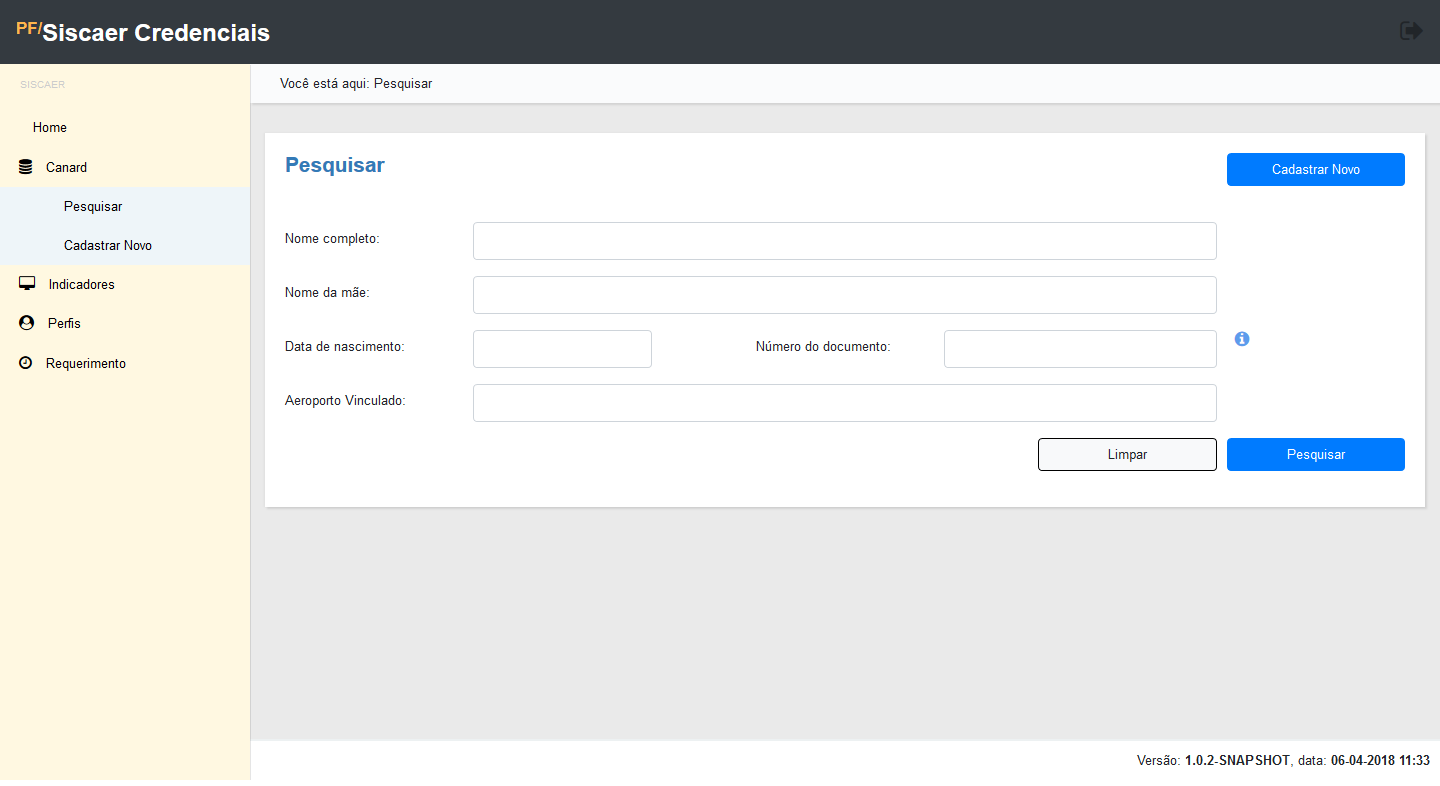 PF/Siscaer Credenciais
SISCAER
Você está aqui: Pesquisar
Home
Canard
Pesquisar
Cadastrar Novo
Indicadores
Perfis
Requerimento
Pesquisar
Cadastrar Novo
Nome completo:
Nome da mãe:
Data de nascimento: Número do documento:
Aeroporto Vinculado:
Limpar Pesquisar
Versão: 1.0.2-SNAPSHOT, data: 06-04-2018 11:33